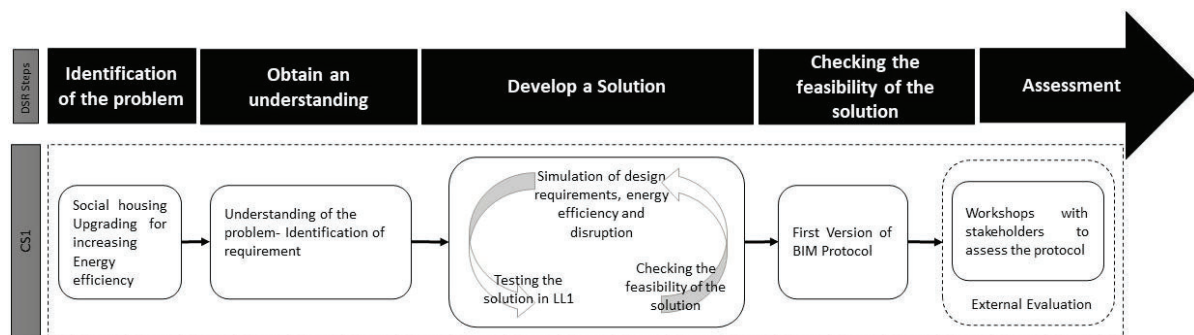 DSR Steps
Identification
of the problem
Obtain an
understanding
Develop a Solution
Checking the
feasibility of the
solution
Assessment
CS1
Social housing
Upgrading for
increasing
Energy
efficiency
Understanding of the
problem- Identification of
requirement
Simulation of design
requirements, energy
efficiency and
disruption
Testing the
solution in LL1
Checking the
feasibility of the
solution
First Version of
BIM Protocol
Workshops with
stakeholders to
assess the protocol
External Evaluation